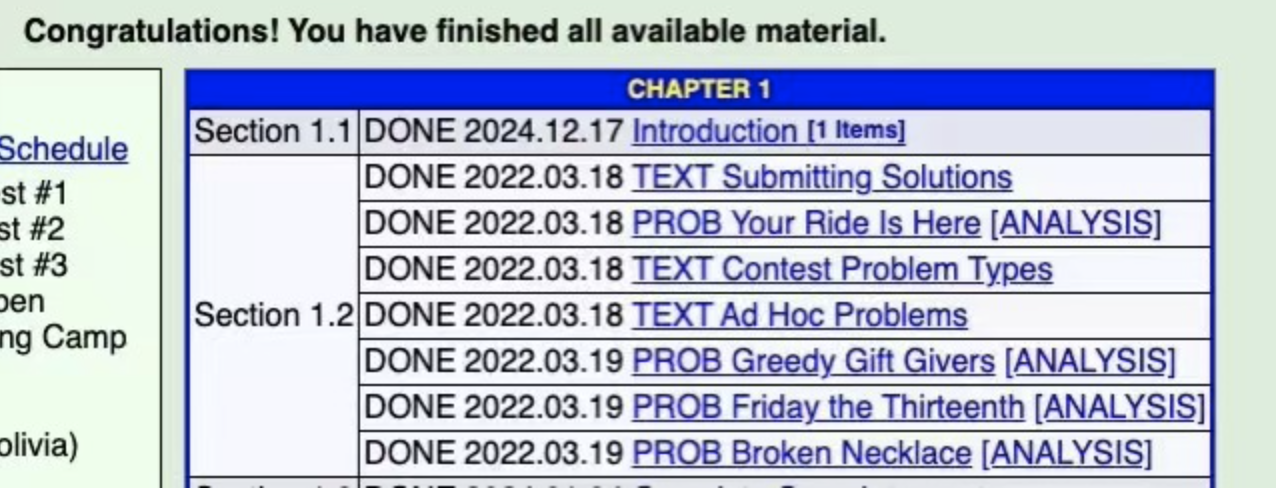 Congratulations! You have finished all available material.
Schedule
st #1
st #2
st #3
pen
ng Camp
olivia)
CHAPTER 1
Section 1.1 DONE 2024.12.17 Introduction [1 Items]
Section 1.2
DONE 2022.03.18 TEXT Submitting Solutions
DONE 2022.03.18 PROB Your Ride Is Here [ANALYSIS]
DONE 2022.03.18 TEXT Contest Problem Types
DONE 2022.03.18 TEXT Ad Hoc Problems
DONE 2022.03.19 PROB Greedy Gift Givers [ANALYSIS]
DONE 2022.03.19 PROB Friday the Thirteenth [ANALYSIS]
DONE 2022.03.19 PROB Broken Necklace [ANALYSIS]